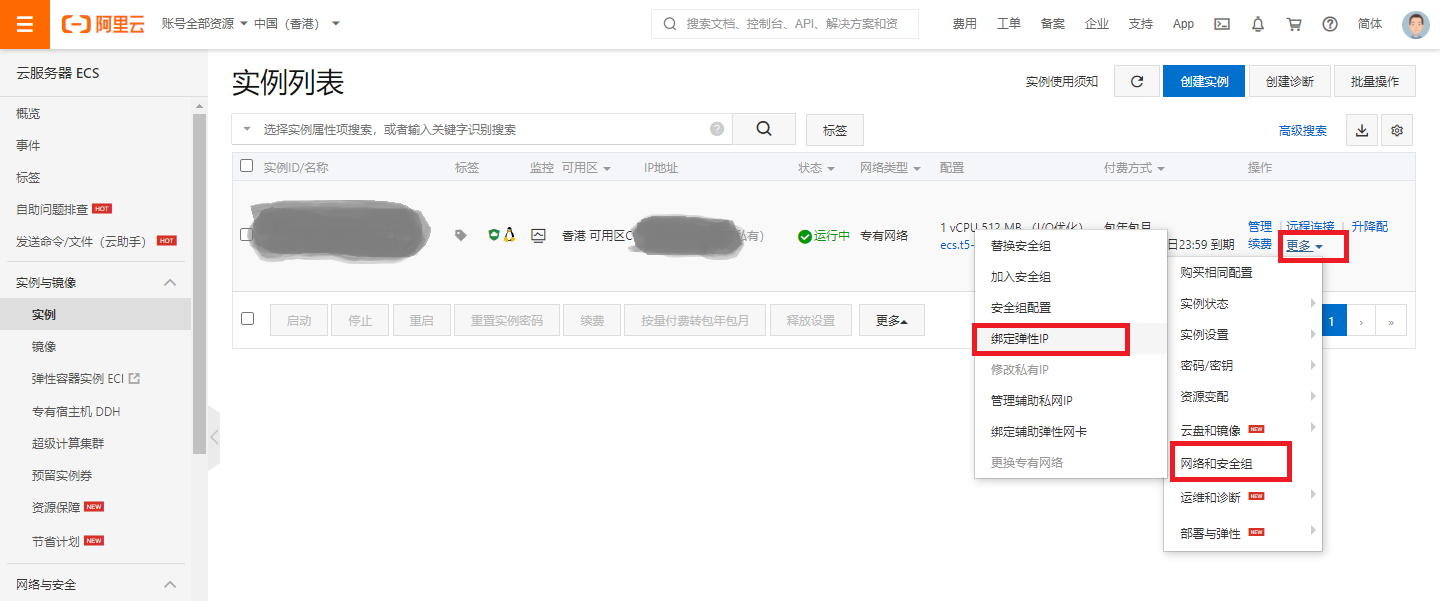 阿里云 账号全部资源 中国（香港） 搜索文档、控制台、API、解决方案和资 费用 工单 备案 企业 支持 App 简体
云服务器 ECS
概览
事件
标签
自助问题排查 HOT
发送命令/文件（云助手） HOT
实例与镜像
实例
镜像
弹性容器实例 ECI
专有宿主机 DDH
超级计算集群
预留实例券
资源保障 NEW
节省计划 NEW
网络与安全
实例列表
实例使用须知 创建实例 创建诊断 批量操作
选择实例属性项搜索，或者输入关键字识别搜索 标签 高级搜索
实例ID/名称 标签 监控 可用区 IP地址 状态 网络类型 配置 付费方式 操作
香港 可用区C 私有) 运行中 专有网络
1 vCPU 512 MB （I/O优化）
ecs.t5-
包年包月
日23:59 到期
管理 远程连接 升降配
续费 更多
启动 停止 重启 重置实例密码 续费 按量付费转包年包月 释放设置 更多
1 › »
替换安全组
加入安全组
安全组配置
绑定弹性IP
修改私有IP
管理辅助私网IP
绑定辅助弹性网卡
更换专有网络
购买相同配置
实例状态
实例设置
密码/密钥
资源变配
云盘和镜像 NEW
网络和安全组
运维和诊断 NEW
部署与弹性 NEW